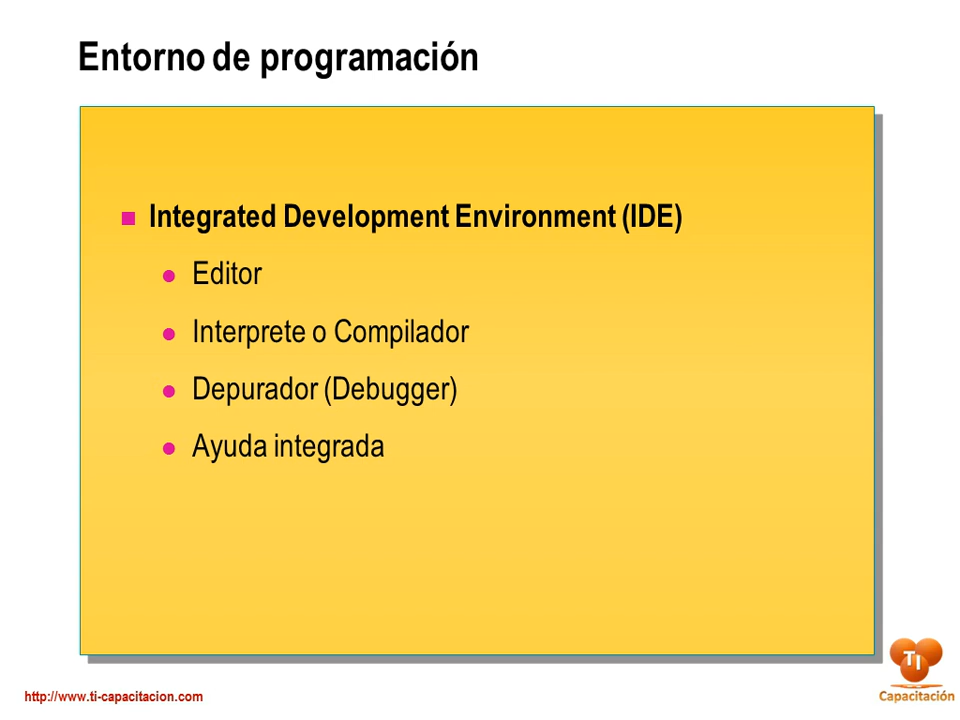 Entorno de programación
Integrated Development Environment (IDE)
Editor
Interprete o Compilador
Depurador (Debugger)
Ayuda integrada
http://www.ti-capacitacion.com
TI
Capacitación